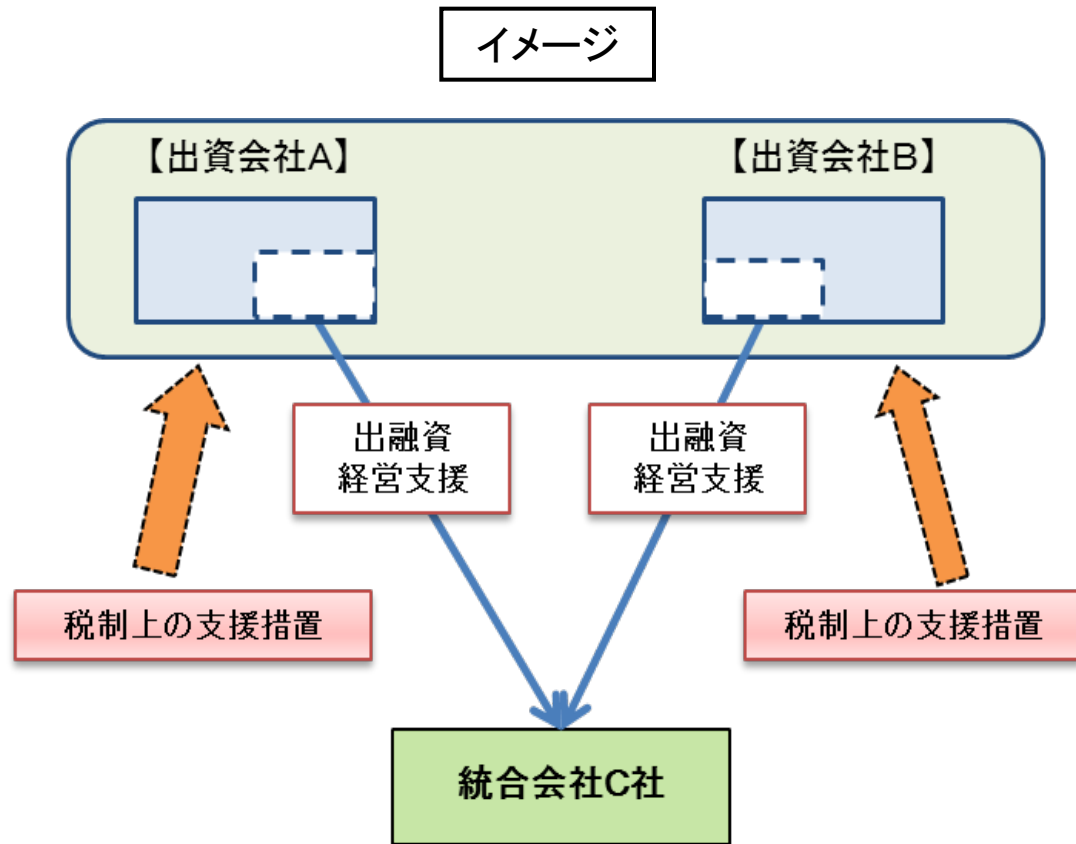 イメージ
【出資会社A】
【出資会社B】
出融資
経営支援
出融資
経営支援
税制上の支援措置
税制上の支援措置
統合会社C社